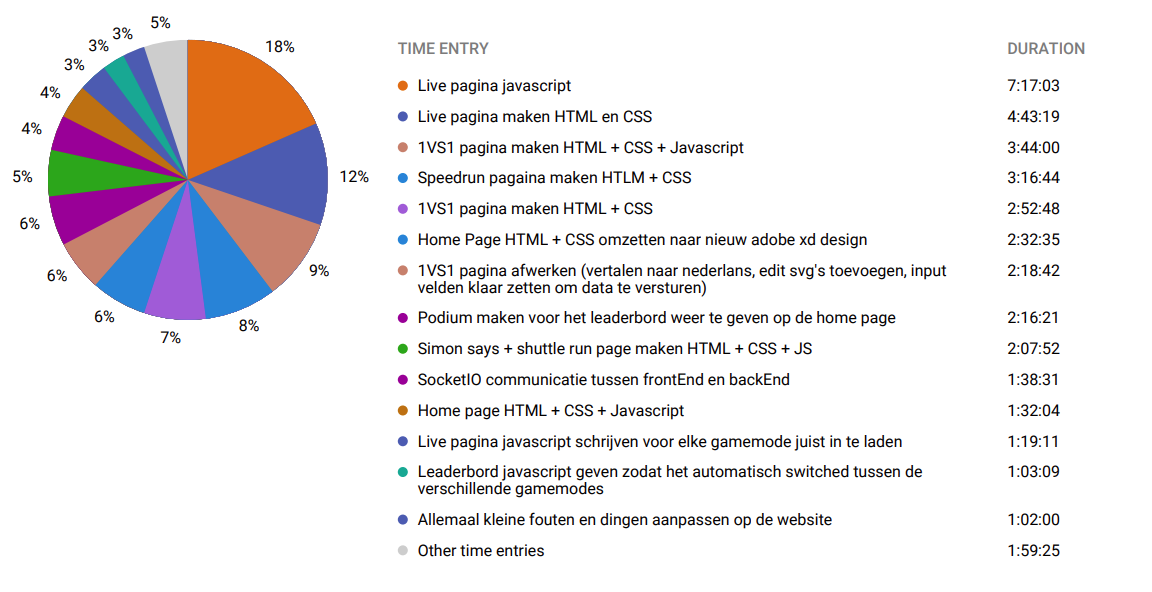 5%
3%
3%
3%
4%
4%
5%
6%
6%
6%
7%
8%
9%
12%
18%
TIME ENTRY DURATION
Live pagina javascript 7:17:03
Live pagina maken HTML en CSS 4:43:19
1VS1 pagina maken HTML + CSS + Javascript 3:44:00
Speedrun pagaina maken HTLM + CSS 3:16:44
1VS1 pagina maken HTML + CSS 2:52:48
Home Page HTML + CSS omzetten naar nieuw adobe xd design 2:32:35
1VS1 pagina afwerken (vertalen naar nederlans, edit svg's toevoegen, input 2:18:42
velden klaar zetten om data te versturen)
Podium maken voor het leaderbord weer te geven op de home page 2:16:21
Simon says + shuttle run page maken HTML + CSS + JS 2:07:52
SocketIO communicatie tussen frontEnd en backEnd 1:38:31
Home page HTML + CSS + Javascript 1:32:04
Live pagina javascript schrijven voor elke gamemode juist in te laden 1:19:11
Leaderbord javascript geven zodat het automatisch switched tussen de 1:03:09
verschillende gamemodes
Allemaal kleine fouten en dingen aanpassen op de website 1:02:00
Other time entries 1:59:25